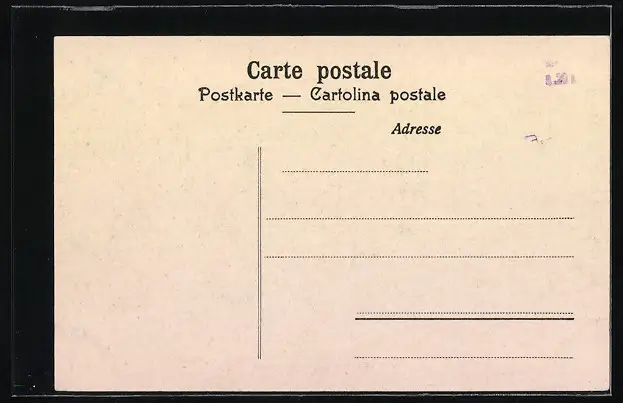 Carte postale
Postkarte — Cartolina postale
Adresse